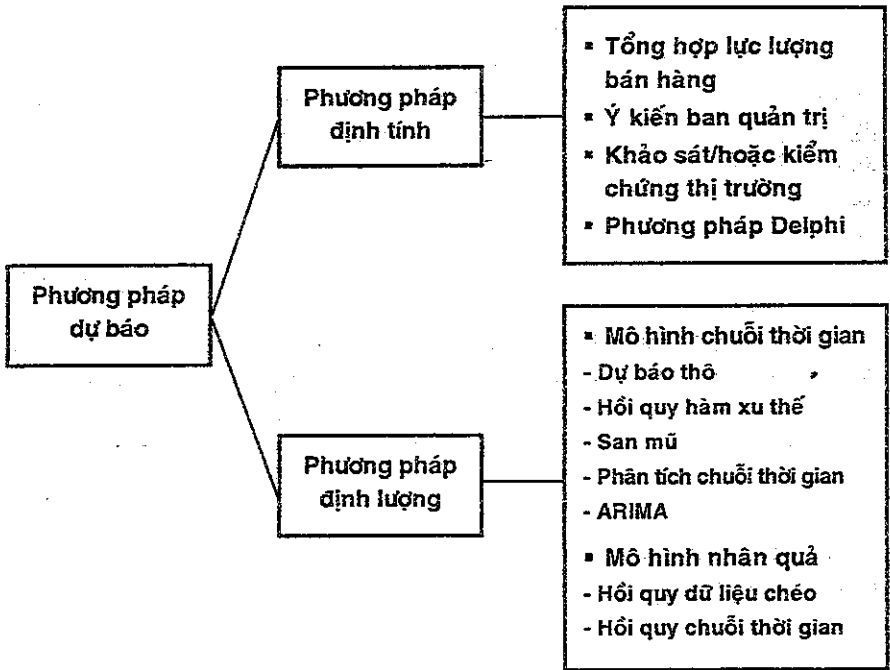 Phương pháp
dự báo
Phương pháp
định tính
▪ Tổng hợp lực lượng
bán hàng
▪ Ý kiến ban quản trị
▪ Khảo sát/hoặc kiểm
chứng thị trường
▪ Phương pháp Delphi
Phương pháp
định lượng
▪ Mô hình chuỗi thời gian
- Dự báo thô
- Hồi quy hàm xu thế
- San mũ
- Phân tích chuỗi thời gian
- ARIMA
▪ Mô hình nhân quả
- Hồi quy dữ liệu chéo
- Hồi quy chuỗi thời gian